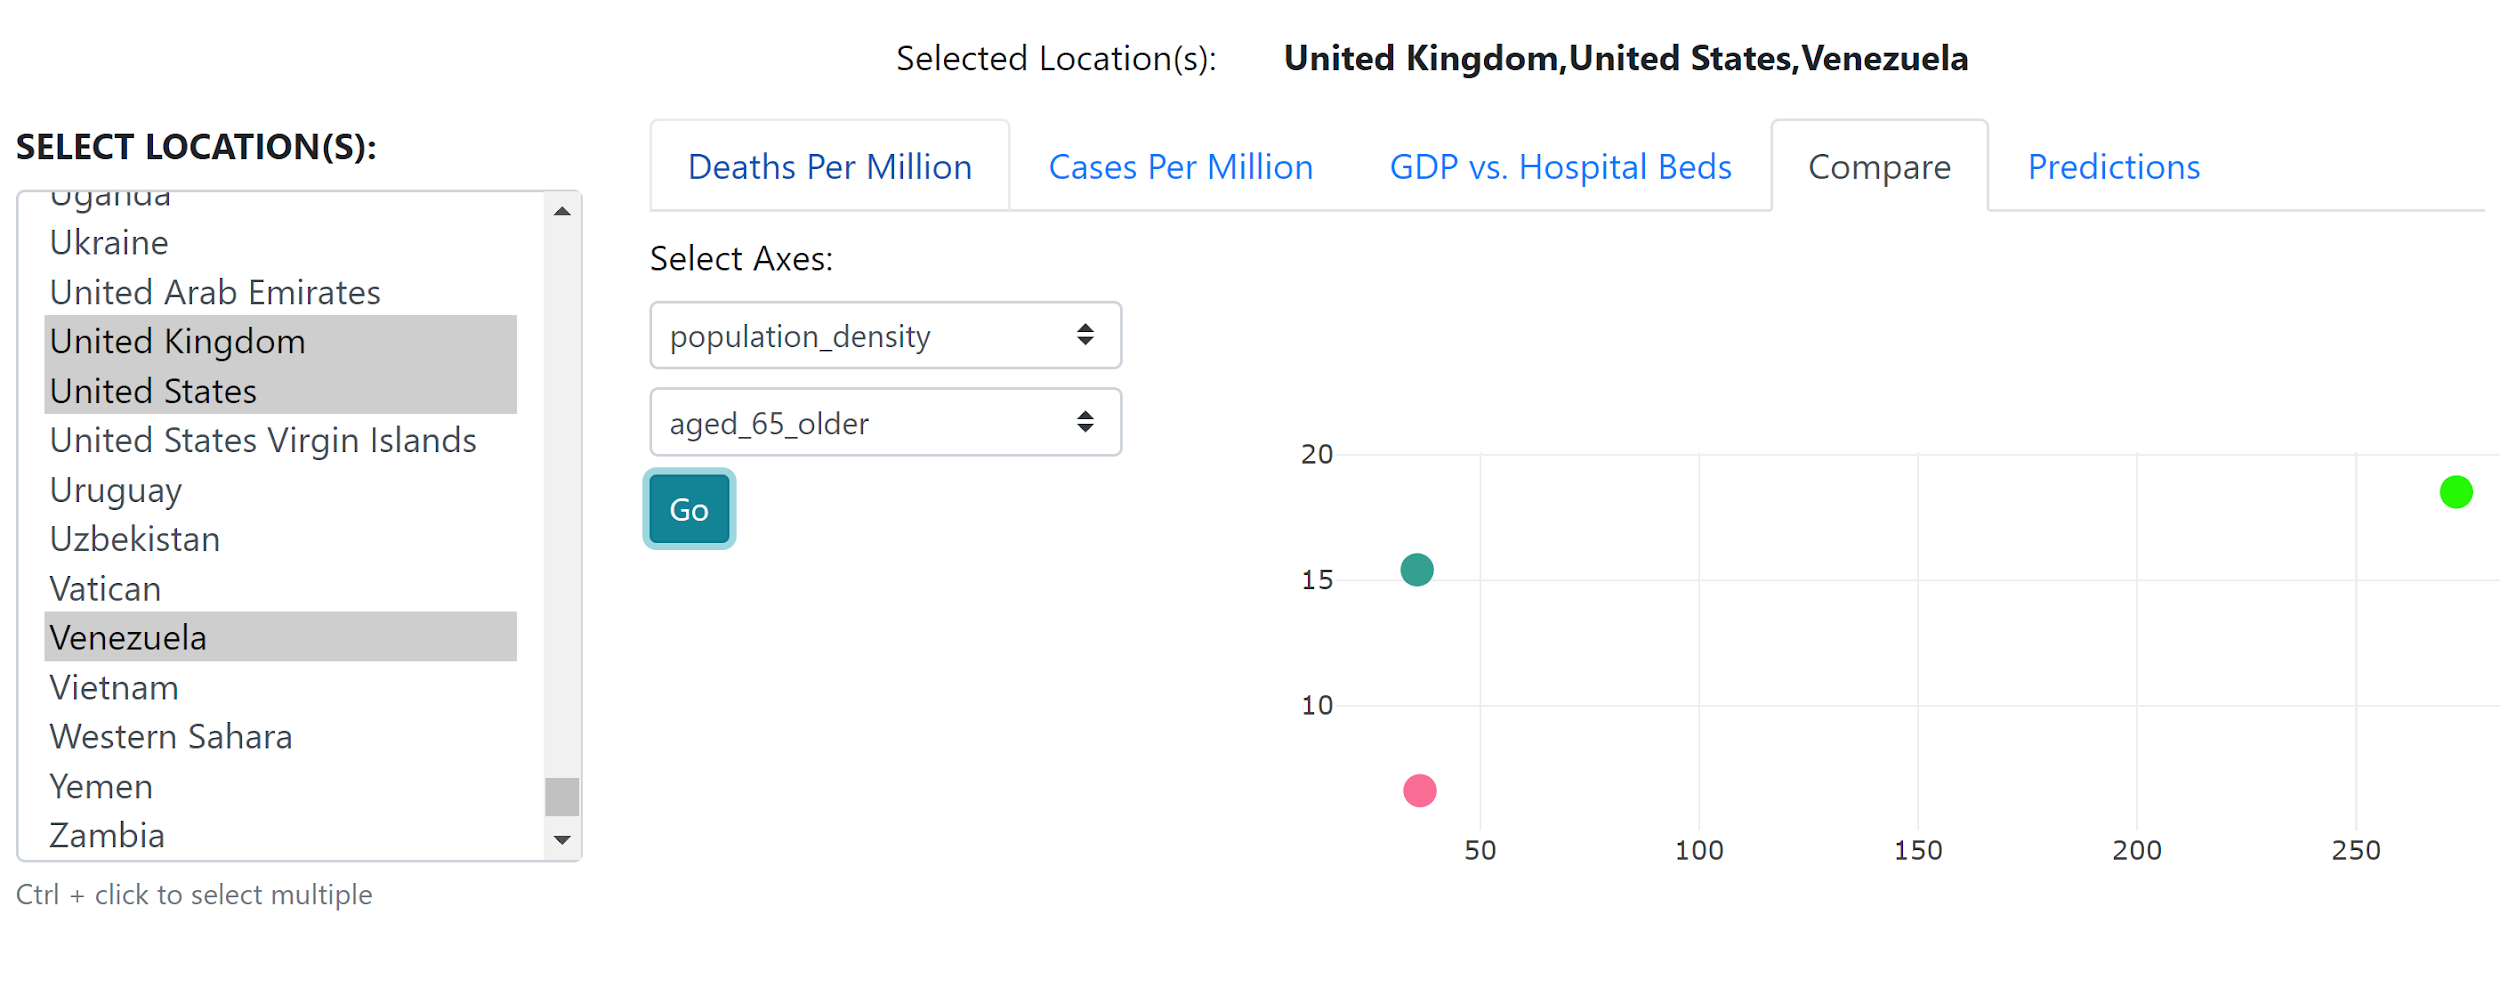 Selected Location(s): United Kingdom,United States,Venezuela
SELECT LOCATION(S):
Deaths Per Million
Cases Per Million
GDP vs. Hospital Beds
Compare
Predictions
Uganda
Ukraine
United Arab Emirates
United Kingdom
United States
United States Virgin Islands
Uruguay
Uzbekistan
Vatican
Venezuela
Vietnam
Western Sahara
Yemen
Zambia
Ctrl + click to select multiple
Select Axes:
population_density
aged_65_older
Go
20
15
10
50 100 150 200 250